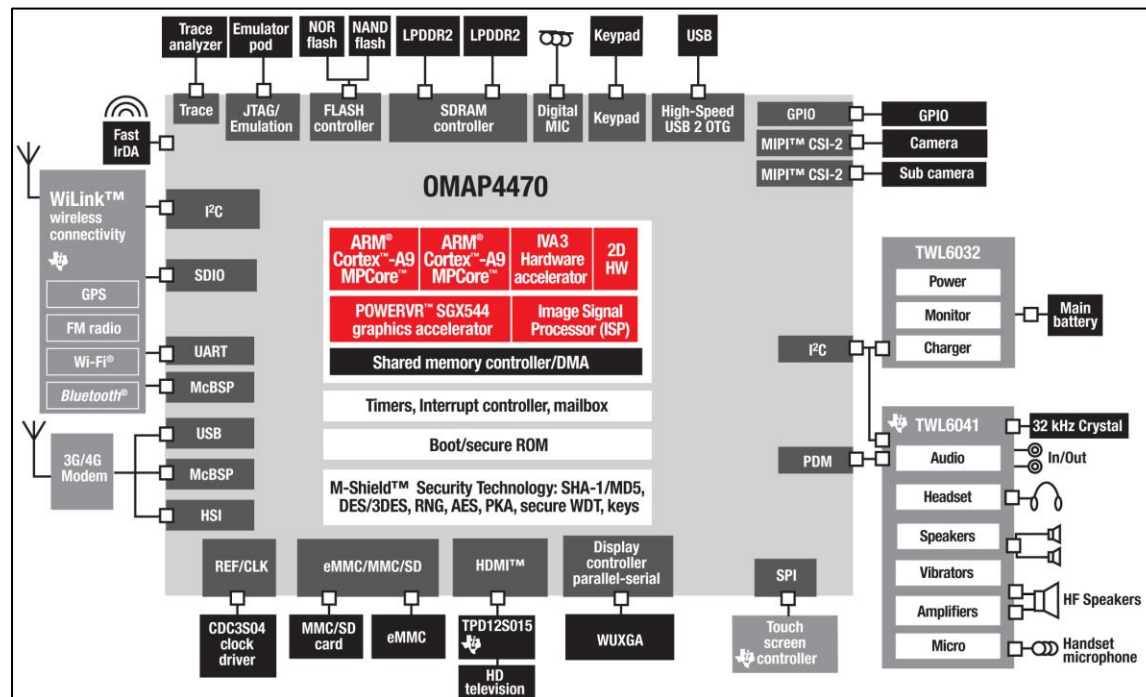 Trace
analyzer
Emulator
pod
NOR
flash
NAND
flash
LPDDR2
LPDDR2
Keypad
USB
Trace
JTAG/
Emulation
FLASH
controller
SDRAM
controller
Digital
MIC
Keypad
High-Speed
USB 2 OTG
GPIO
GPIO
MIPI™ CSI-2
Camera
MIPI™ CSI-2
Sub camera
Fast
IrDA
WiLink™
wireless
connectivity
GPS
FM radio
Wi-Fi®
Bluetooth®
3G/4G
Modem
I²C
SDIO
UART
McBSP
USB
McBSP
HSI
OMAP4470
ARM®
Cortex™-A9
MPCore™
ARM®
Cortex™-A9
MPCore™
IVA3
Hardware
accelerator
2D
HW
POWERVR™ SGX544
graphics accelerator
Image Signal
Processor (ISP)
Shared memory controller/DMA
Timers, Interrupt controller, mailbox
Boot/secure ROM
M-Shield™ Security Technology: SHA-1/MD5,
DES/3DES, RNG, AES, PKA, secure WDT, keys
I²C
PDM
TWL6032
Power
Monitor
Charger
Main
battery
TWL6041
Audio
Headset
Speakers
Vibrators
Amplifiers
Micro
32 kHz Crystal
In/Out
HF Speakers
Handset
microphone
REF/CLK
eMMC/MMC/SD
HDMI™
Display
controller
parallel-serial
SPI
CDC3S04
clock
driver
MMC/SD
card
eMMC
TPD12S015
HD
television
WUXGA
Touch
screen
controller